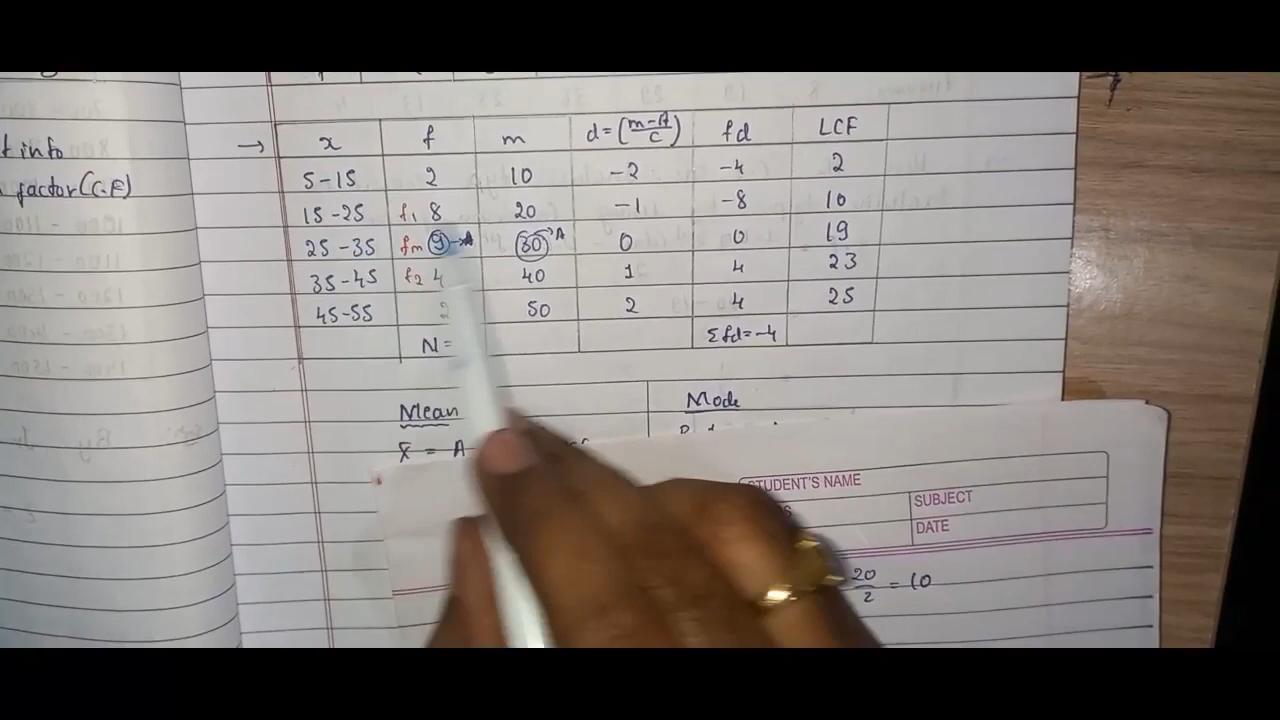 t info
factor (C.F)
→ x f m d = (m-A/c) fd LCF
5-15 2 10 -2 -4 2
15-25 f1 8 20 -1 -8 10
25-35 fm 9→A 30→A 0 0 19
35-45 f2 4 40 1 4 23
45-55 2 50 2 4 25
N= Σfd=-4
Mean Mode
x̄ = A
STUDENT'S NAME
SUBJECT
DATE
20/2 = 10